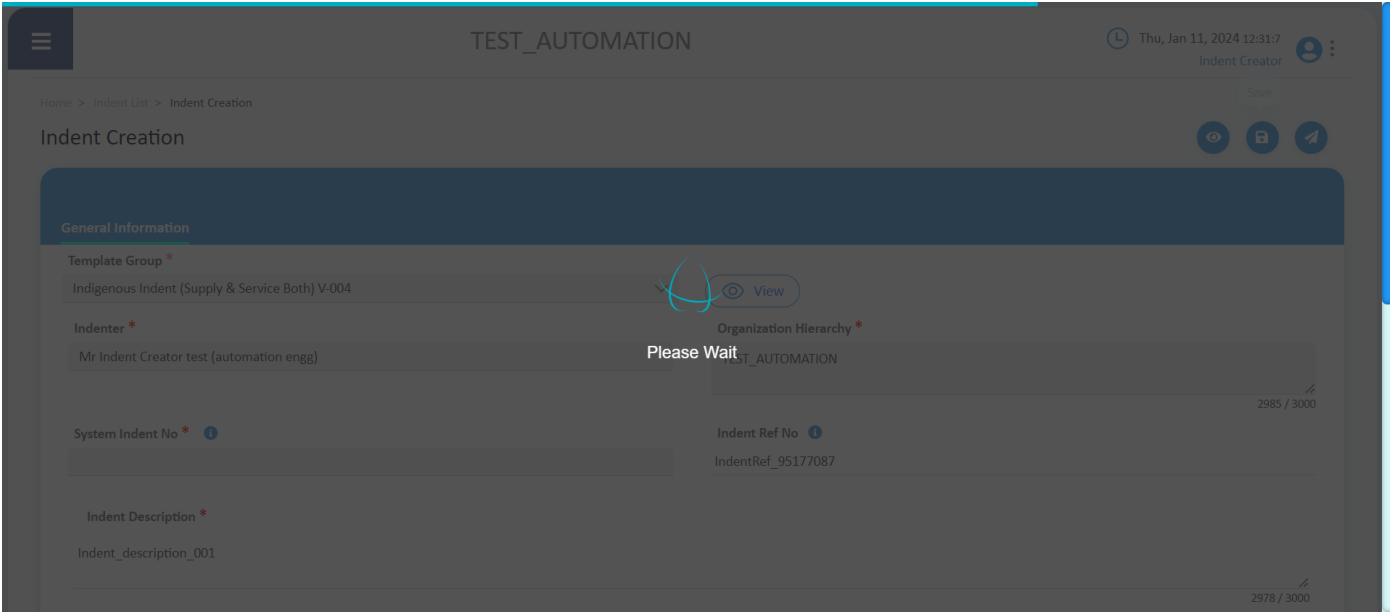 TEST_AUTOMATION
Thu, Jan 11, 2024 12:31:7
Indent Creator
Home > Indent List > Indent Creation
Save
Indent Creation
General Information
Template Group *
Indigenous Indent (Supply & Service Both) V-004
View
Indenter *
Organization Hierarchy *
Mr Indent Creator test (automation engg)
TEST_AUTOMATION
Please Wait
2985 / 3000
System Indent No *
Indent Ref No
IndentRef_95177087
Indent Description *
Indent_description_001
2978 / 3000